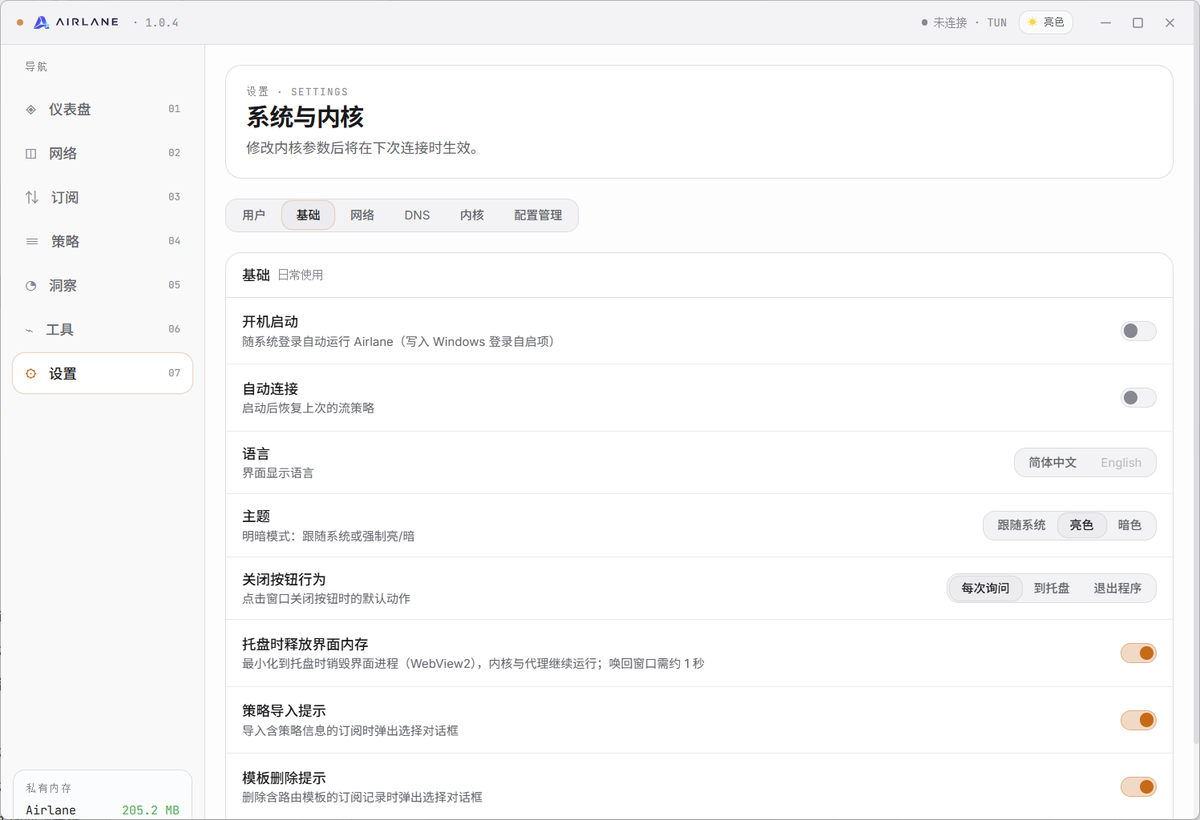 AIRLANE · 1.0.4
未连接 · TUN
亮色
导航
仪表盘 01
网络 02
订阅 03
策略 04
洞察 05
工具 06
设置 07
私有内存
Airlane 205.2 MB
设置 · SETTINGS
系统与内核
修改内核参数后将在下次连接时生效。
用户 基础 网络 DNS 内核 配置管理
基础 日常使用
开机启动
随系统登录自动运行 Airlane（写入 Windows 登录自启项）
自动连接
启动后恢复上次的流策略
语言
界面显示语言
简体中文 English
主题
明暗模式：跟随系统或强制亮/暗
跟随系统 亮色 暗色
关闭按钮行为
点击窗口关闭按钮时的默认动作
每次询问 到托盘 退出程序
托盘时释放界面内存
最小化到托盘时销毁界面进程（WebView2），内核与代理继续运行；唤回窗口需约 1 秒
策略导入提示
导入含策略信息的订阅时弹出选择对话框
模板删除提示
删除含路由模板的订阅记录时弹出选择对话框